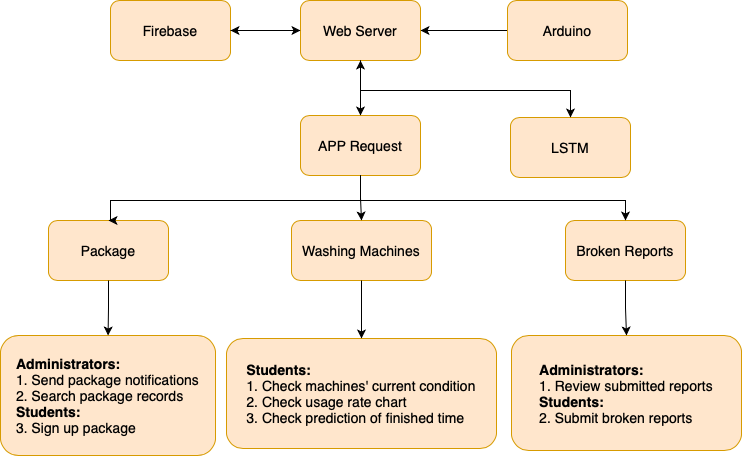 Firebase
Web Server
Arduino
APP Request
LSTM
Package
Washing Machines
Broken Reports
Administrators:
1. Send package notifications
2. Search package records
Students:
3. Sign up package
Students:
1. Check machines' current condition
2. Check usage rate chart
3. Check prediction of finished time
Administrators:
1. Review submitted reports
Students:
2. Submit broken reports